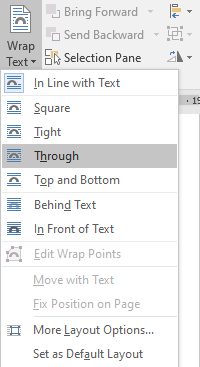 Bring Forward
Wrap
Text
Send Backward
Selection Pane
In Line with Text
Square
Tight
Through
Top and Bottom
Behind Text
In Front of Text
Edit Wrap Points
Move with Text
Fix Position on Page
More Layout Options...
Set as Default Layout